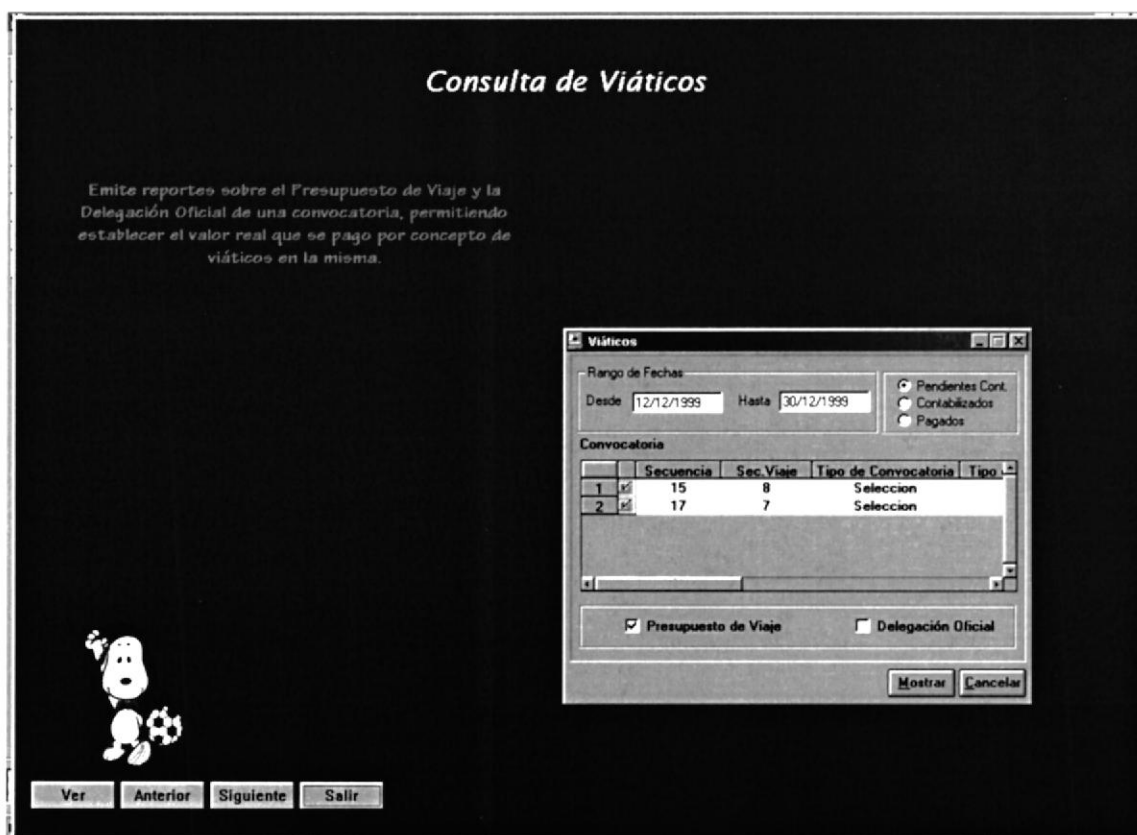 Consulta de Viáticos
Emite reportes sobre el Presupuesto de Viaje y la
Delegación Oficial de una convocatoria, permitiendo
establecer el valor real que se pago por concepto de
viáticos en la misma.
Viáticos
Rango de Fechas
Desde 12/12/1999 Hasta 30/12/1999
Pendientes Cont.
Contabilizados
Pagados
Convocatoria
Secuencia Sec.Viaje Tipo de Convocatoria Tipo
1 15 8 Seleccion
2 17 7 Seleccion
Presupuesto de Viaje Delegación Oficial
Mostrar Cancelar
Ver Anterior Siguiente Salir